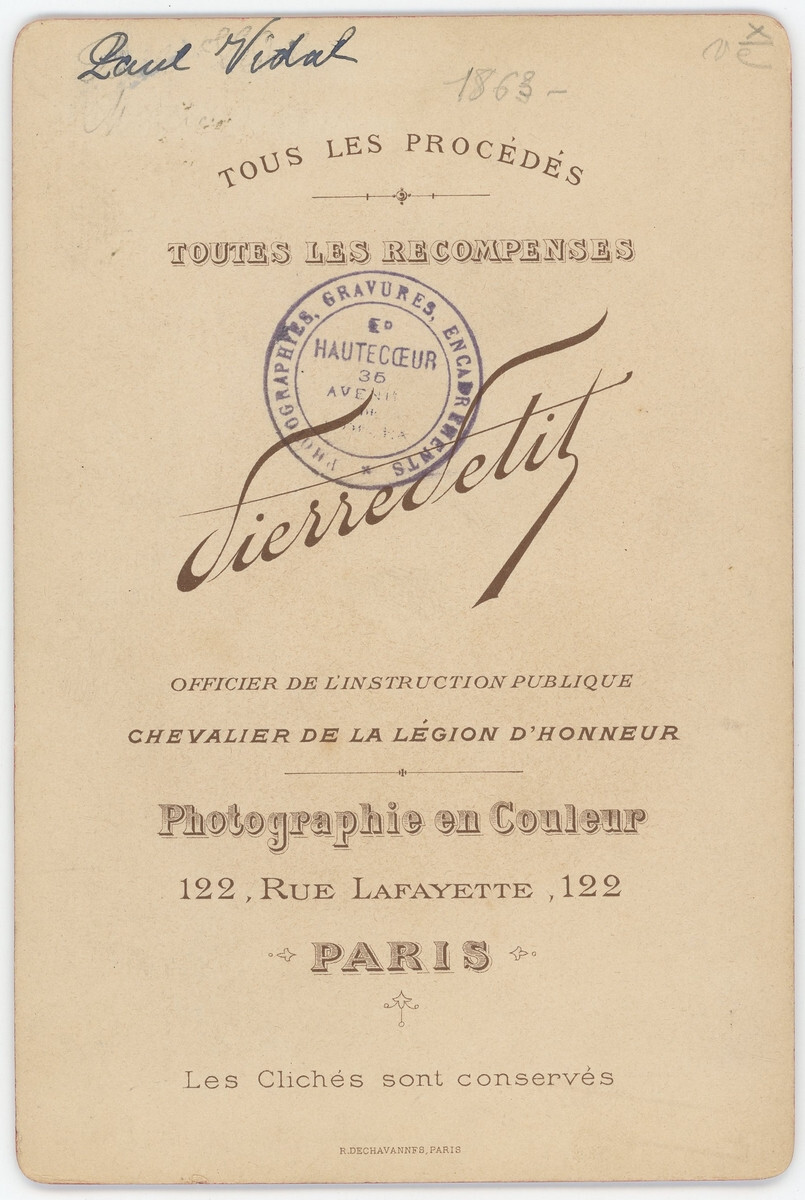 Paul Vidal
1863 -
TOUS LES PROCÉDÉS
TOUTES LES RECOMPENSES
PHOTOGRAPHIES, GRAVURES, ENCADREMENTS
ED
HAUTECŒUR
35
AVENUE
DE
Pierre Petit
OFFICIER DE L'INSTRUCTION PUBLIQUE
CHEVALIER DE LA LÉGION D'HONNEUR
Photographie en Couleur
122, RUE LAFAYETTE, 122
PARIS
Les Clichés sont conservés
R. DECHAVANNES, PARIS